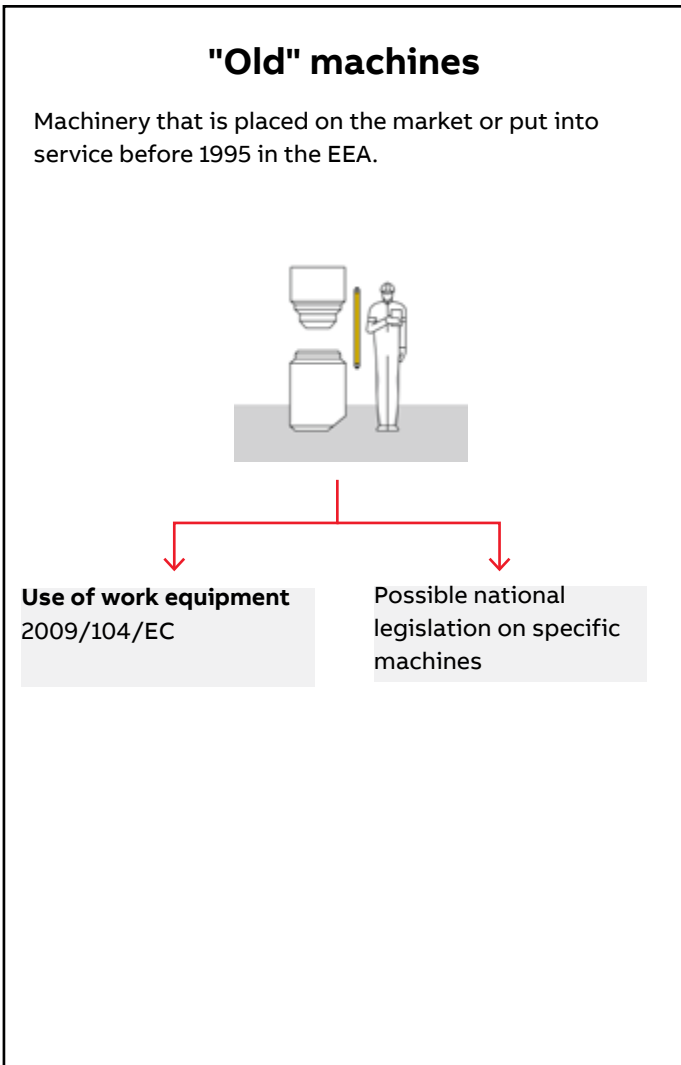 "Old" machines
Machinery that is placed on the market or put into
service before 1995 in the EEA.
Use of work equipment
2009/104/EC
Possible national
legislation on specific
machines